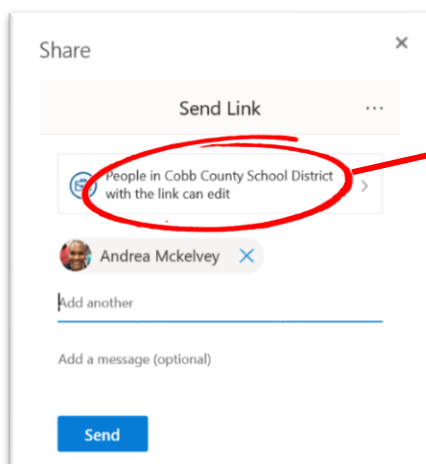 Share
Send Link
People in Cobb County School District
with the link can edit
Andrea Mckelvey
Add another
Add a message (optional)
Send